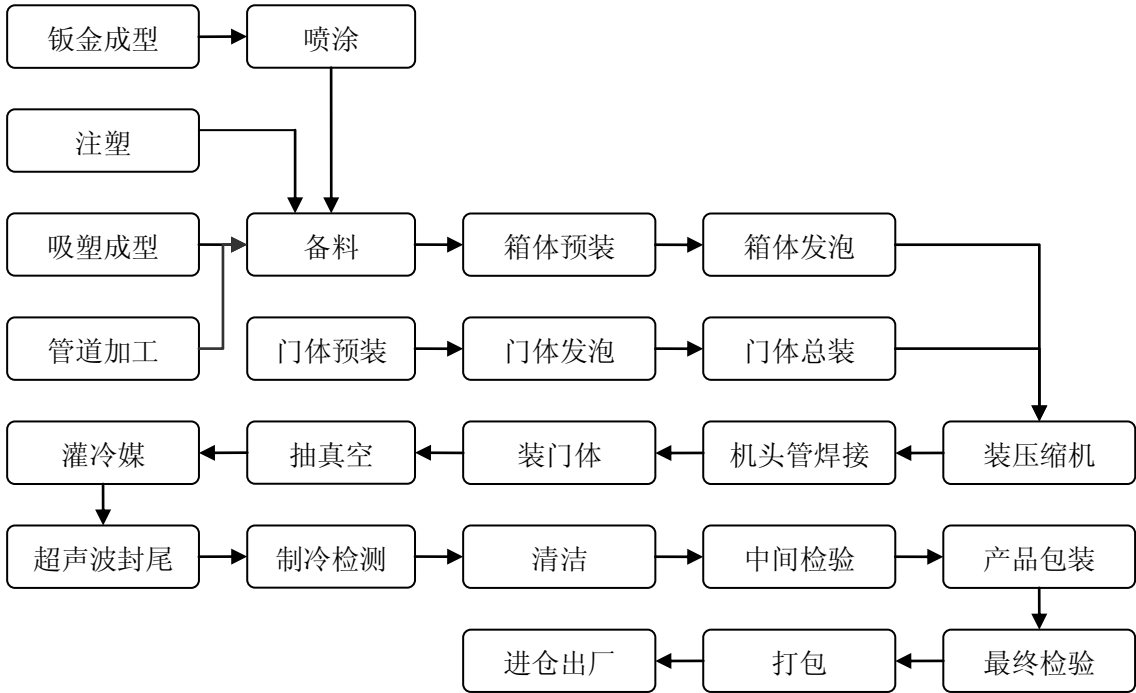 钣金成型
喷涂
注塑
吸塑成型
备料
箱体预装
箱体发泡
管道加工
门体预装
门体发泡
门体总装
灌冷媒
抽真空
装门体
机头管焊接
装压缩机
超声波封尾
制冷检测
清洁
中间检验
产品包装
进仓出厂
打包
最终检验